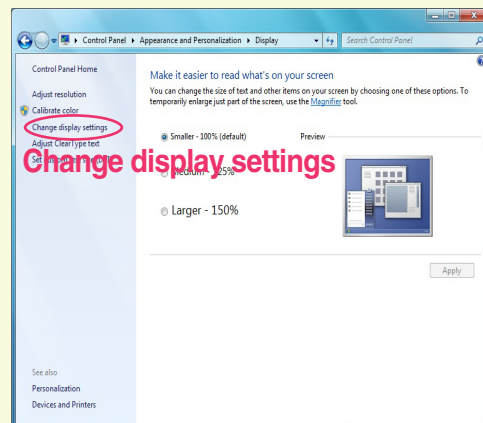 Control Panel ▸ Appearance and Personalization ▸ Display
Search Control Panel
Control Panel Home
Adjust resolution
Calibrate color
Change display settings
Adjust ClearType text
Change display settings
Make it easier to read what's on your screen
You can change the size of text and other items on your screen by choosing one of these options. To
temporarily enlarge just part of the screen, use the Magnifier tool.
Smaller - 100% (default)
Preview
Medium - 125%
Larger - 150%
Apply
See also
Personalization
Devices and Printers